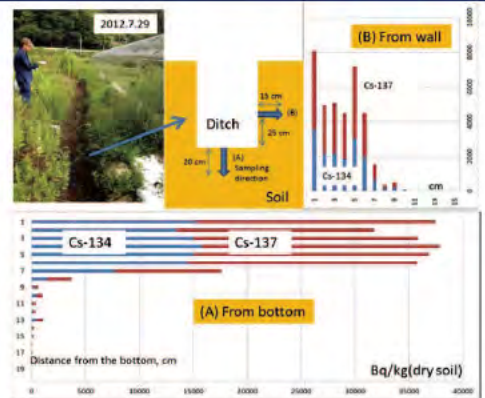 2012.7.29
15 cm
(B)
Ditch
25 cm
20 cm
(A)
Sampling
direction
Soil
(B) From wall
Cs-137
Cs-134
cm
0
2000
4000
6000
8000
10000
1
3
5
7
9
11
13
15
Cs-134
Cs-137
(A) From bottom
Distance from the bottom, cm
Bq/kg(dry soil)
1
3
5
7
9
11
13
15
17
19
0
5000
10000
15000
20000
25000
30000
35000
40000